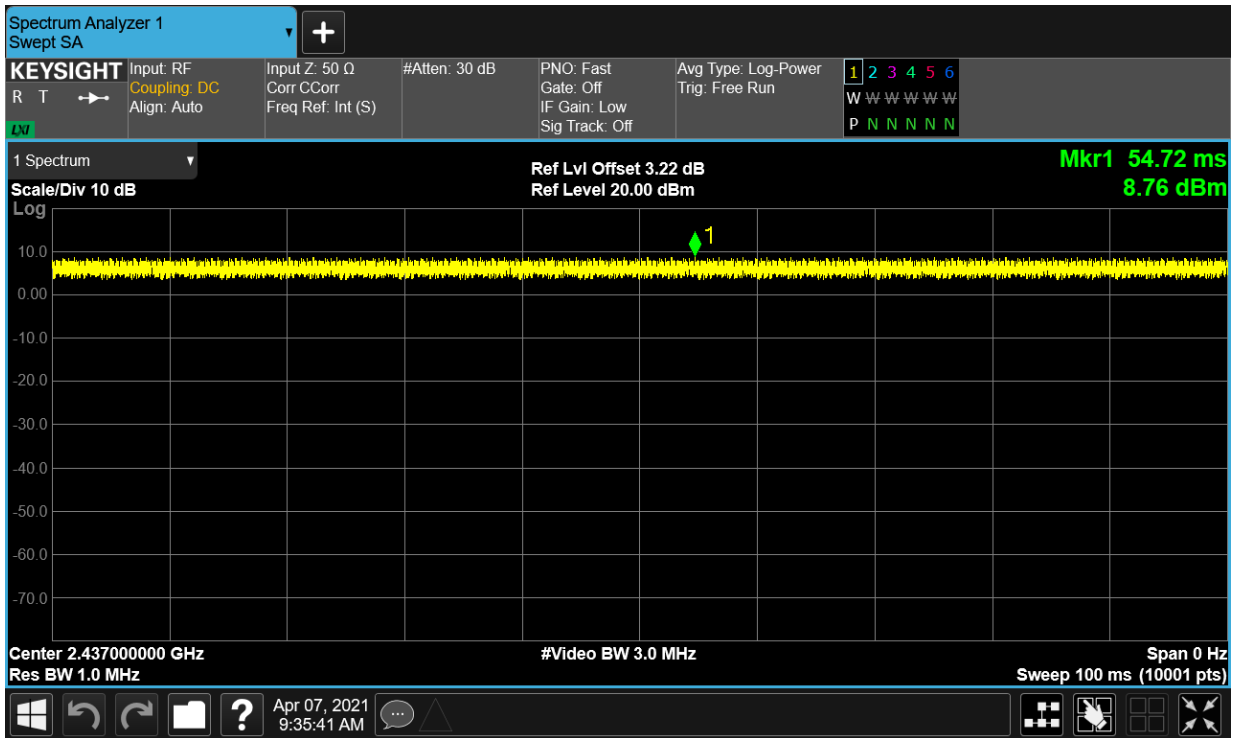 Spectrum Analyzer 1
Swept SA
KEYSIGHT
R T
LXI
Input: RF
Coupling: DC
Align: Auto
Input Z: 50 Ω
Corr CCorr
Freq Ref: Int (S)
#Atten: 30 dB
PNO: Fast
Gate: Off
IF Gain: Low
Sig Track: Off
Avg Type: Log-Power
Trig: Free Run
1 2 3 4 5 6
W W W W W W
P N N N N N
1 Spectrum
Scale/Div 10 dB
Log
Ref Lvl Offset 3.22 dB
Ref Level 20.00 dBm
Mkr1 54.72 ms
8.76 dBm
1
10.0
0.00
-10.0
-20.0
-30.0
-40.0
-50.0
-60.0
-70.0
Center 2.437000000 GHz
Res BW 1.0 MHz
#Video BW 3.0 MHz
Span 0 Hz
Sweep 100 ms (10001 pts)
?
Apr 07, 2021
9:35:41 AM